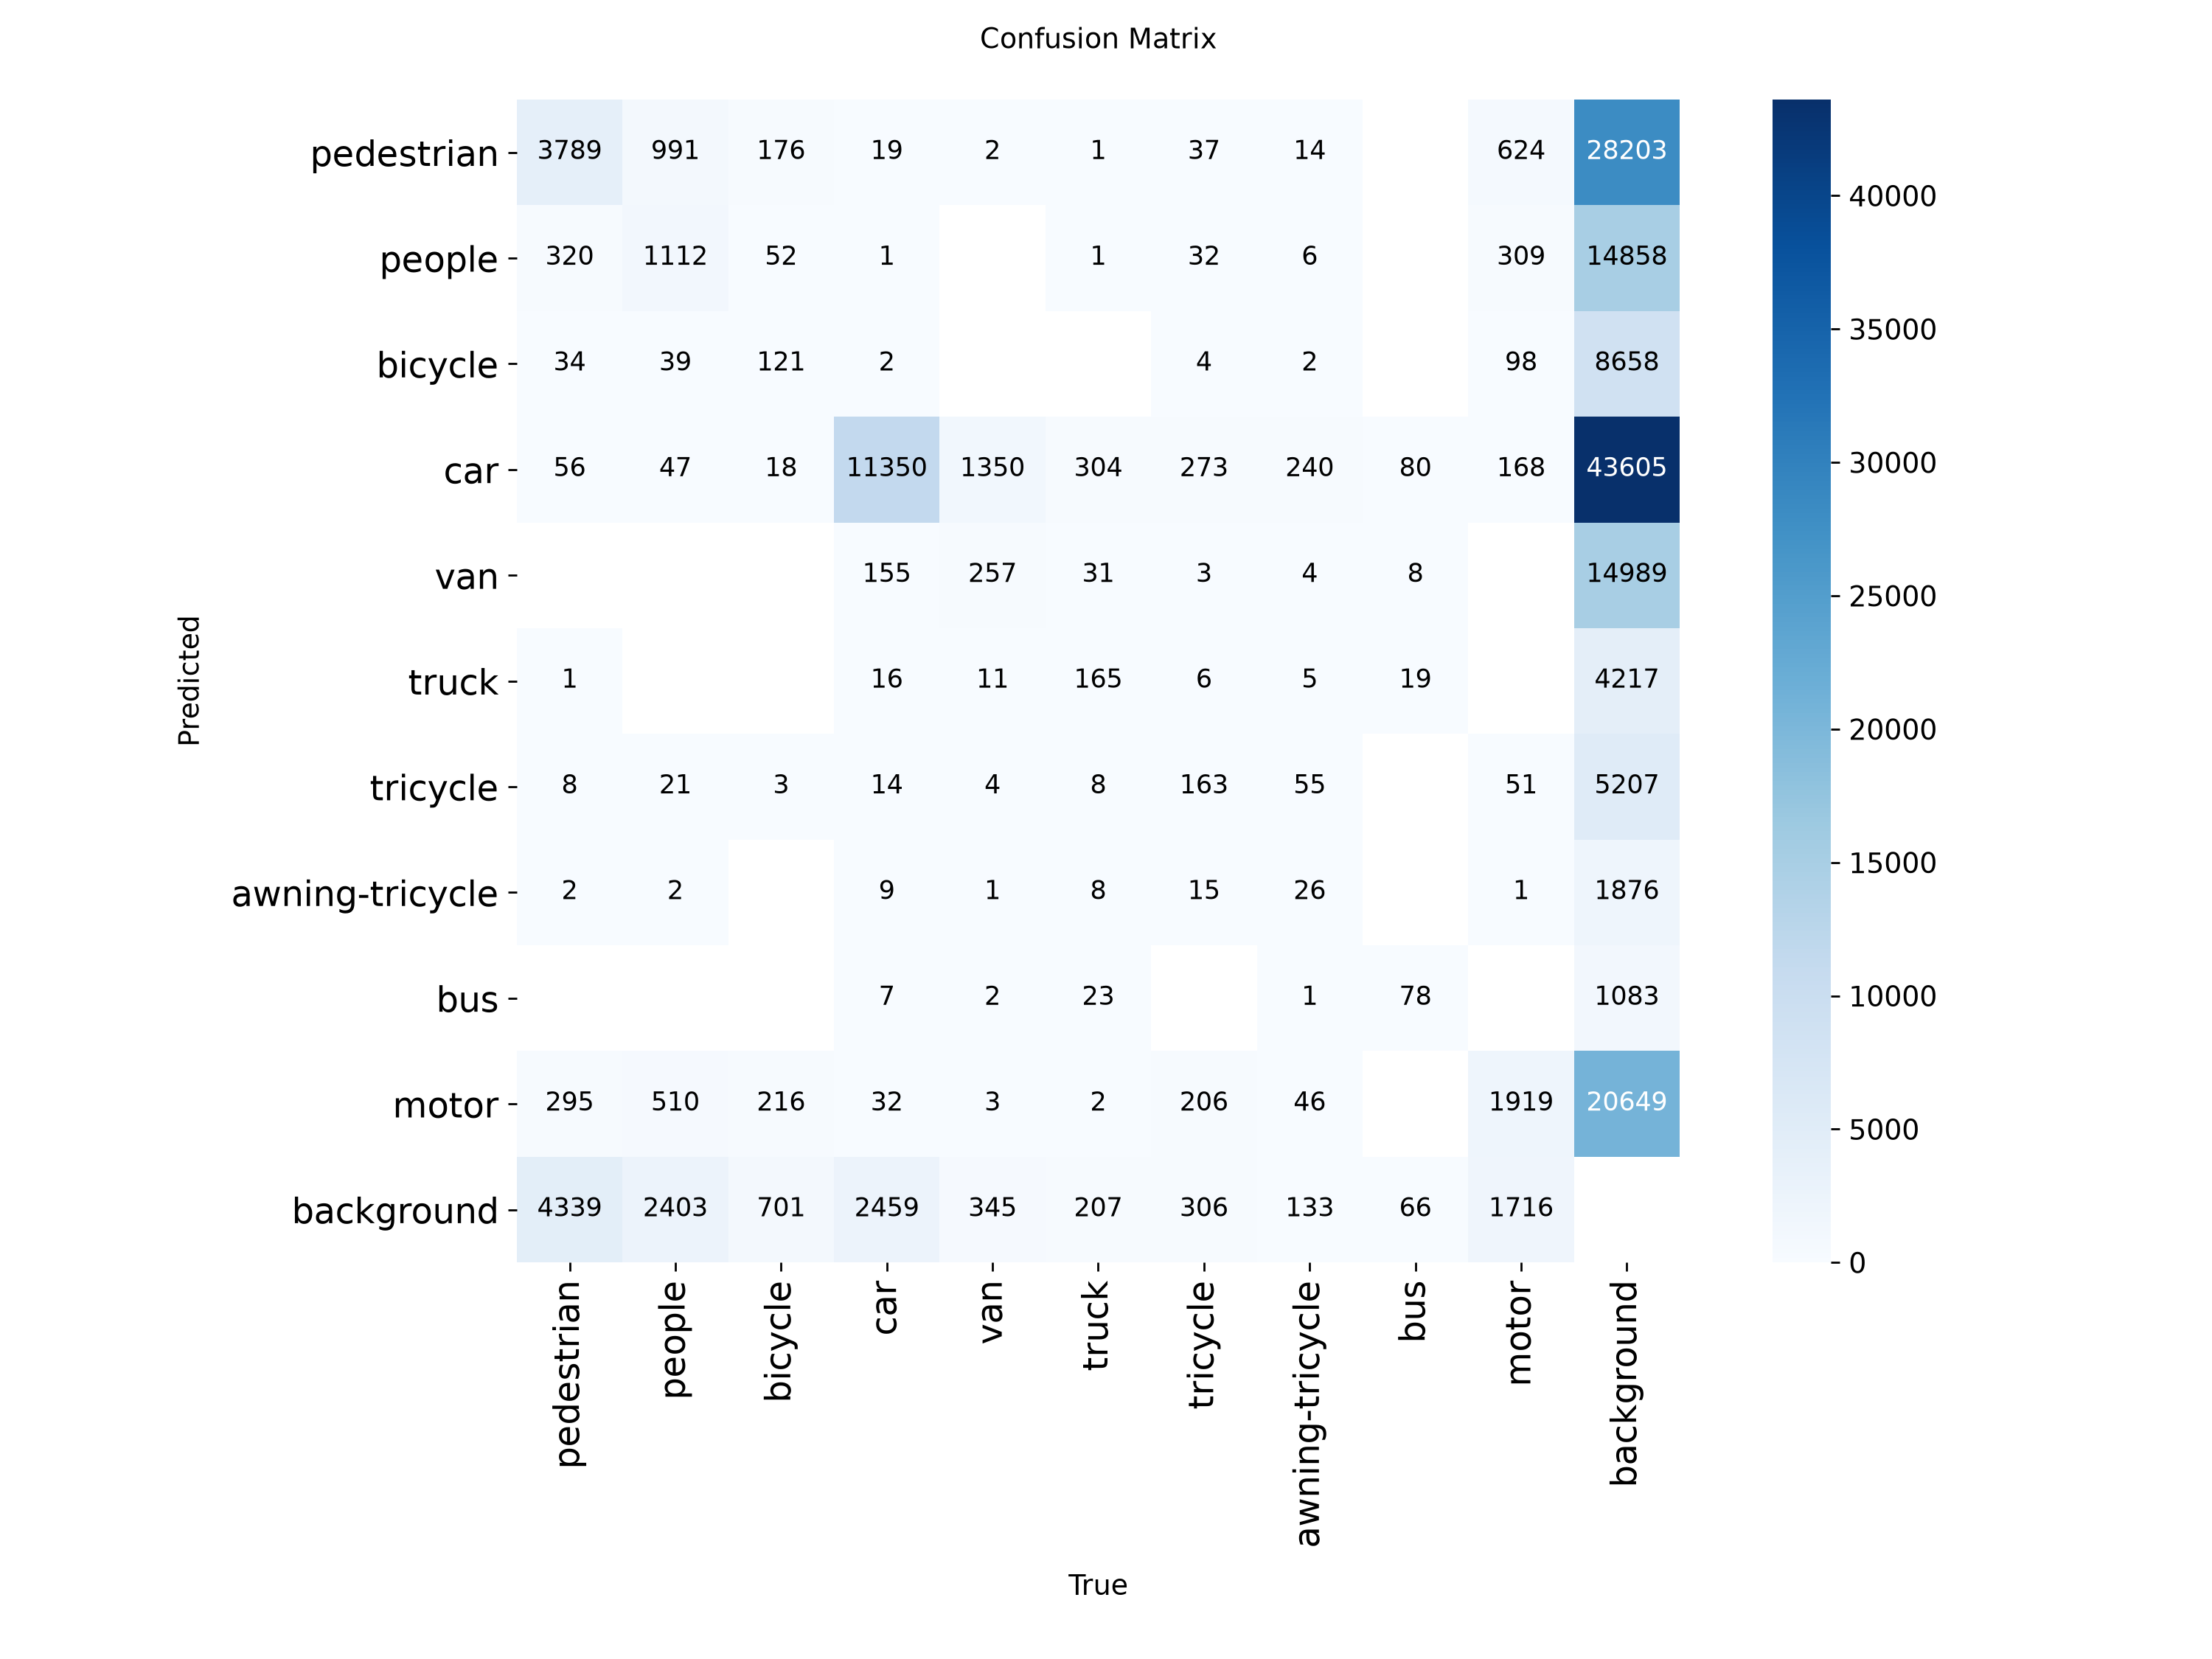 Confusion Matrix
pedestrian 3789 991 176 19 2 1 37 14 624 28203
people 320 1112 52 1 1 32 6 309 14858
bicycle 34 39 121 2 4 2 98 8658
car 56 47 18 11350 1350 304 273 240 80 168 43605
van 155 257 31 3 4 8 14989
truck 1 16 11 165 6 5 19 4217
tricycle 8 21 3 14 4 8 163 55 51 5207
awning-tricycle 2 2 9 1 8 15 26 1 1876
bus 7 2 23 1 78 1083
motor 295 510 216 32 3 2 206 46 1919 20649
background 4339 2403 701 2459 345 207 306 133 66 1716
pedestrian people bicycle car van truck tricycle awning-tricycle bus motor background
True
Predicted
40000
35000
30000
25000
20000
15000
10000
5000
0